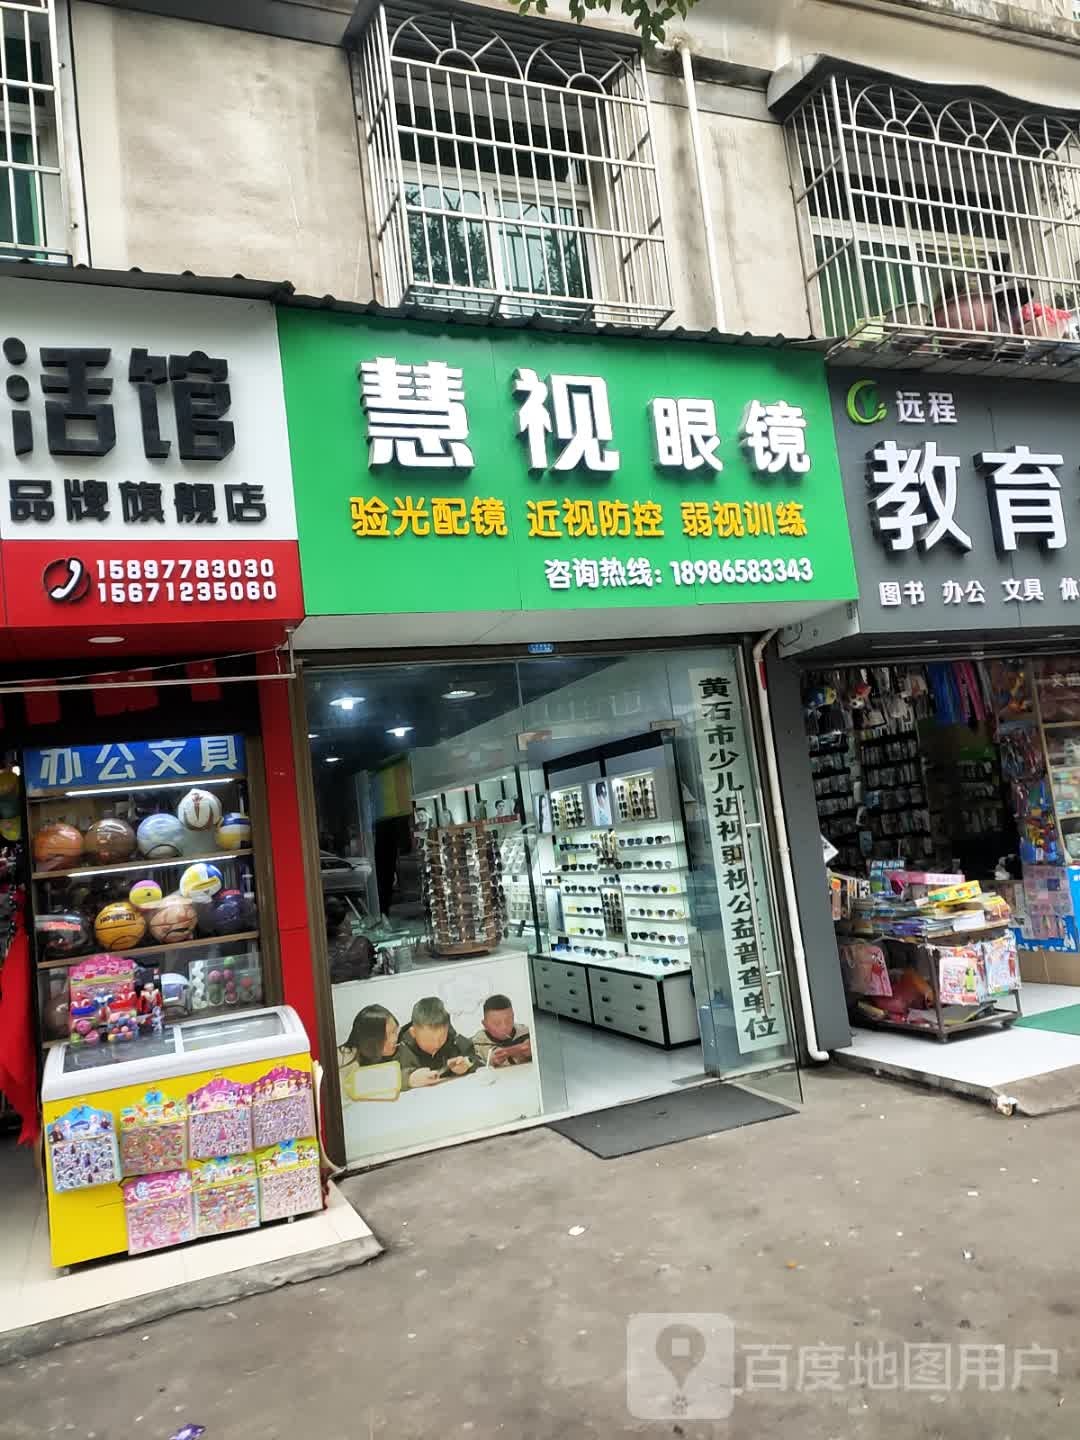 活馆
品牌旗舰店
15897783030
15671235060
办公文具
慧视眼镜
验光配镜 近视防控 弱视训练
咨询热线：18986583343
黄石市少儿近视弱视公益普查单位
远程
教育
图书 办公 文具 体
百度地图用户